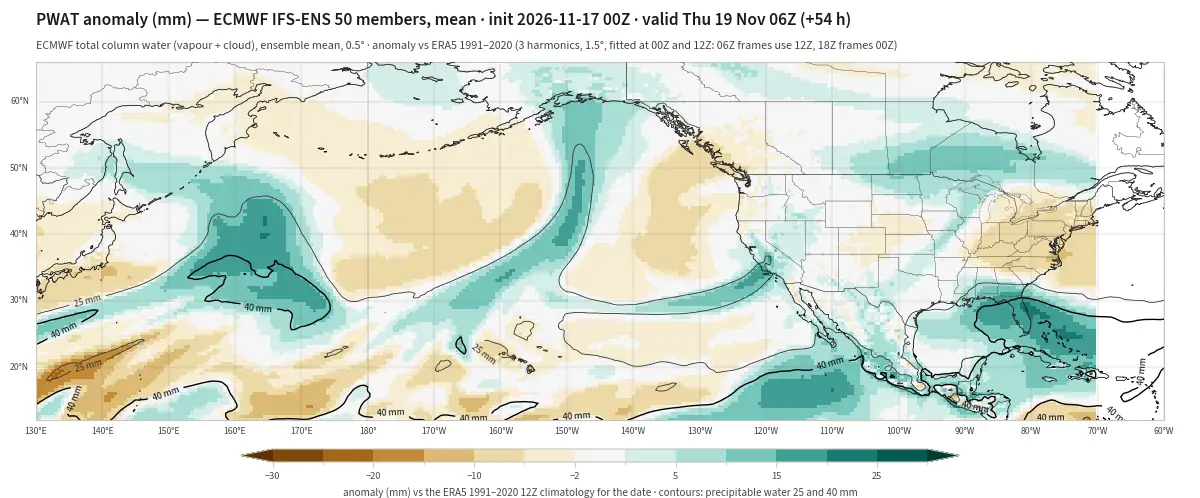 PWAT anomaly (mm) — ECMWF IFS-ENS 50 members, mean · init 2026-11-17 00Z · valid Thu 19 Nov 06Z (+54 h)
ECMWF total column water (vapour + cloud), ensemble mean, 0.5° · anomaly vs ERA5 1991–2020 (3 harmonics, 1.5°, fitted at 00Z and 12Z: 06Z frames use 12Z, 18Z frames 00Z)
60°N
50°N
40°N
30°N
20°N
25 mm
40 mm
40 mm
25 mm
25 mm
40 mm
40 mm
40 mm
40 mm
40 mm
40 mm
40 mm
40 mm
40 mm
130°E 140°E 150°E 160°E 170°E 180° 170°W 160°W 150°W 140°W 130°W 120°W 110°W 100°W 90°W 80°W 70°W 60°W
−30 −20 −10 −2 5 15 25
anomaly (mm) vs the ERA5 1991–2020 12Z climatology for the date · contours: precipitable water 25 and 40 mm